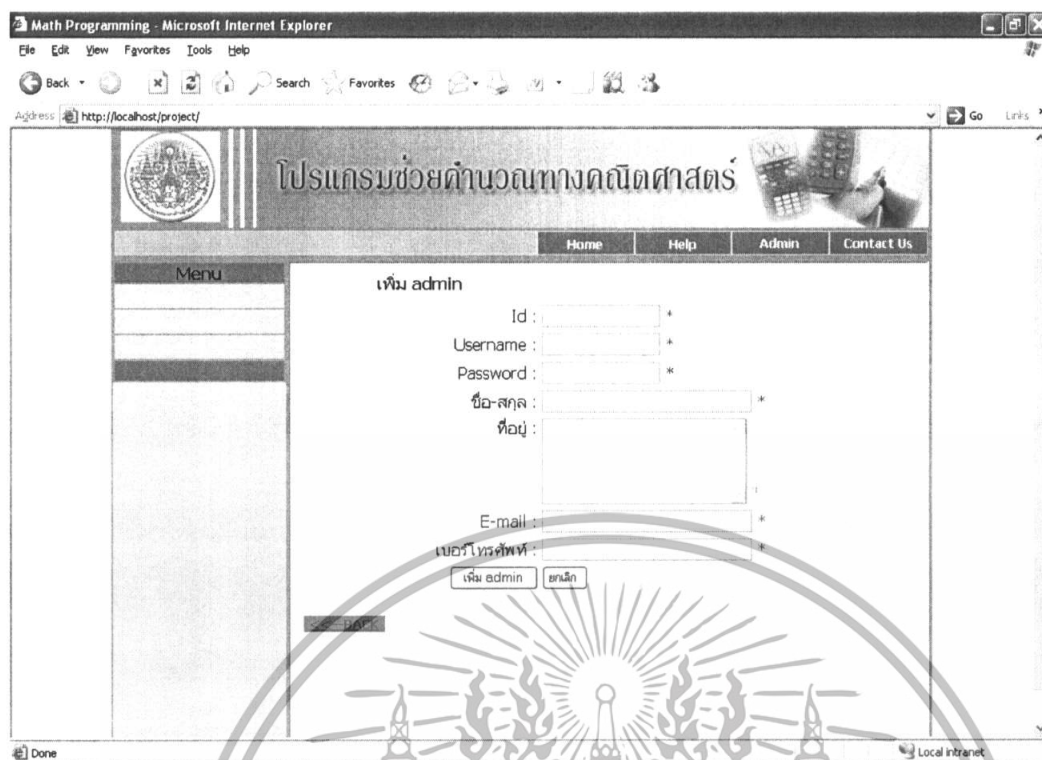 Math Programming - Microsoft Internet Explorer
File Edit View Favorites Tools Help
Back Search Favorites
Address http://localhost/project/ Go Links
โปรแกรมช่วยคำนวณทางคณิตศาสตร์
Home Help Admin Contact Us
Menu
เพิ่ม admin
Id : *
Username : *
Password : *
ชื่อ-สกุล : *
ที่อยู่ :
E-mail : *
เบอร์โทรศัพท์ : *
เพิ่ม admin ยกเลิก
<<--BACK
Done Local intranet